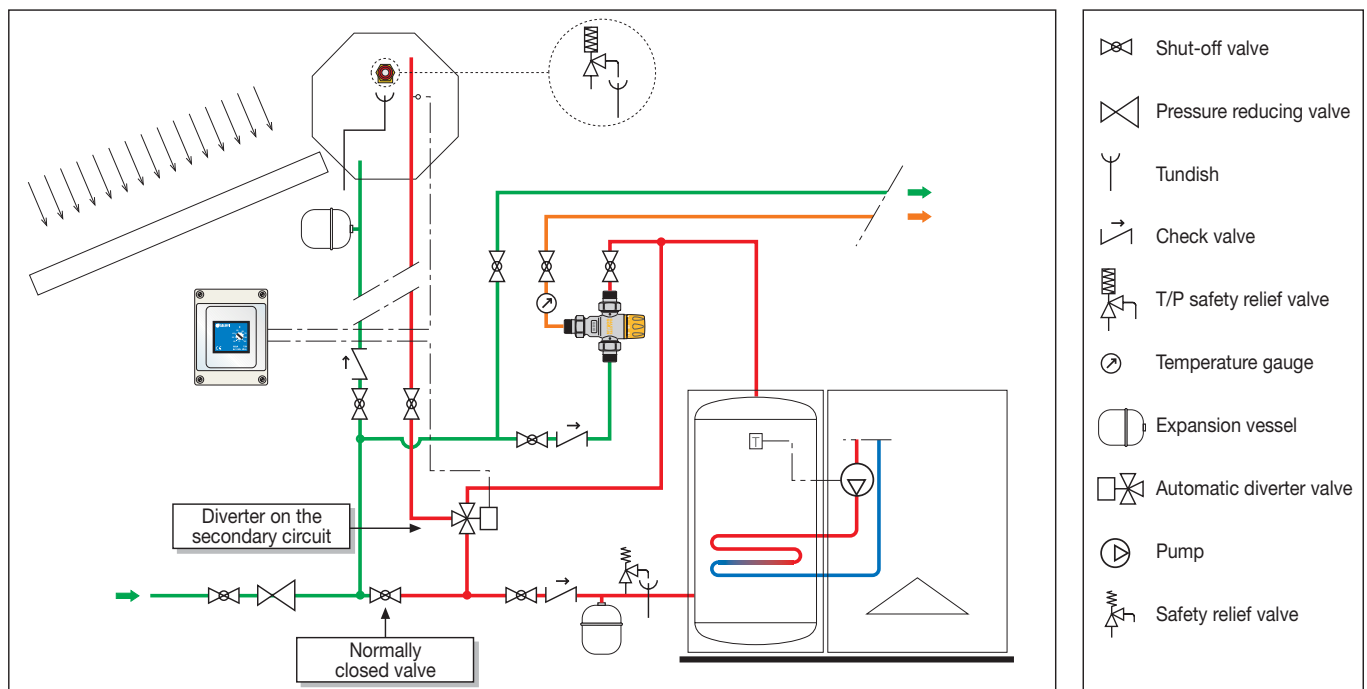 Diverter on the
secondary circuit
Normally
closed valve
T
Shut-off valve
Pressure reducing valve
Tundish
Check valve
T/P safety relief valve
Temperature gauge
Expansion vessel
Automatic diverter valve
Pump
Safety relief valve